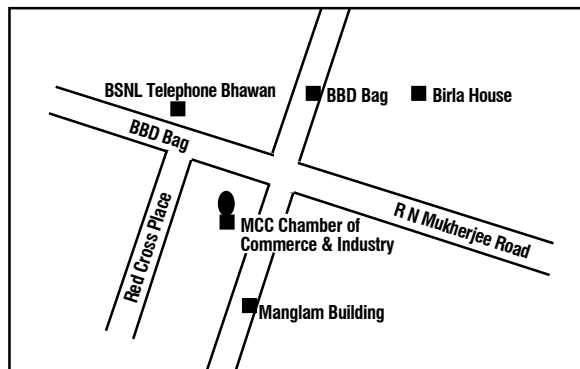 BSNL Telephone Bhawan
BBD Bag
Birla House
BBD Bag
R N Mukherjee Road
Red Cross Place
MCC Chamber of
Commerce & Industry
Manglam Building